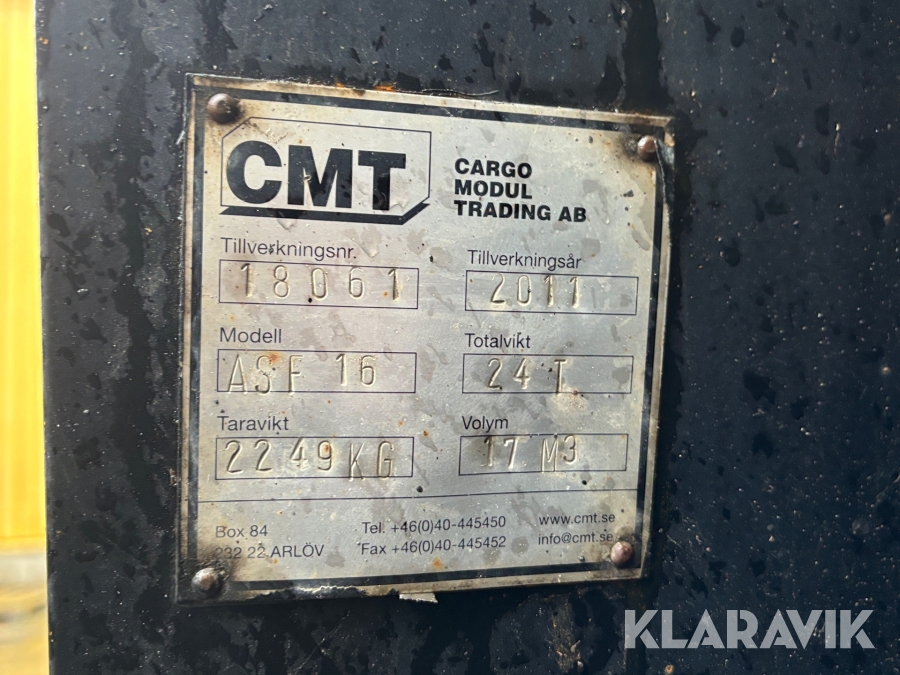 KLARAVIK
CMT
CARGO
MODUL
TRADING AB
Tillverkningsnr.
18061
Tillverkningsår
2011
Modell
ASF 16
Totalvikt
24 T
Taravikt
2249 KG
Volym
17 M3
Box 84
232 22 ARLÖV
Tel. +46(0)40-445450
Fax +46(0)40-445452
www.cmt.se
info@cmt.se
KLARAVIK